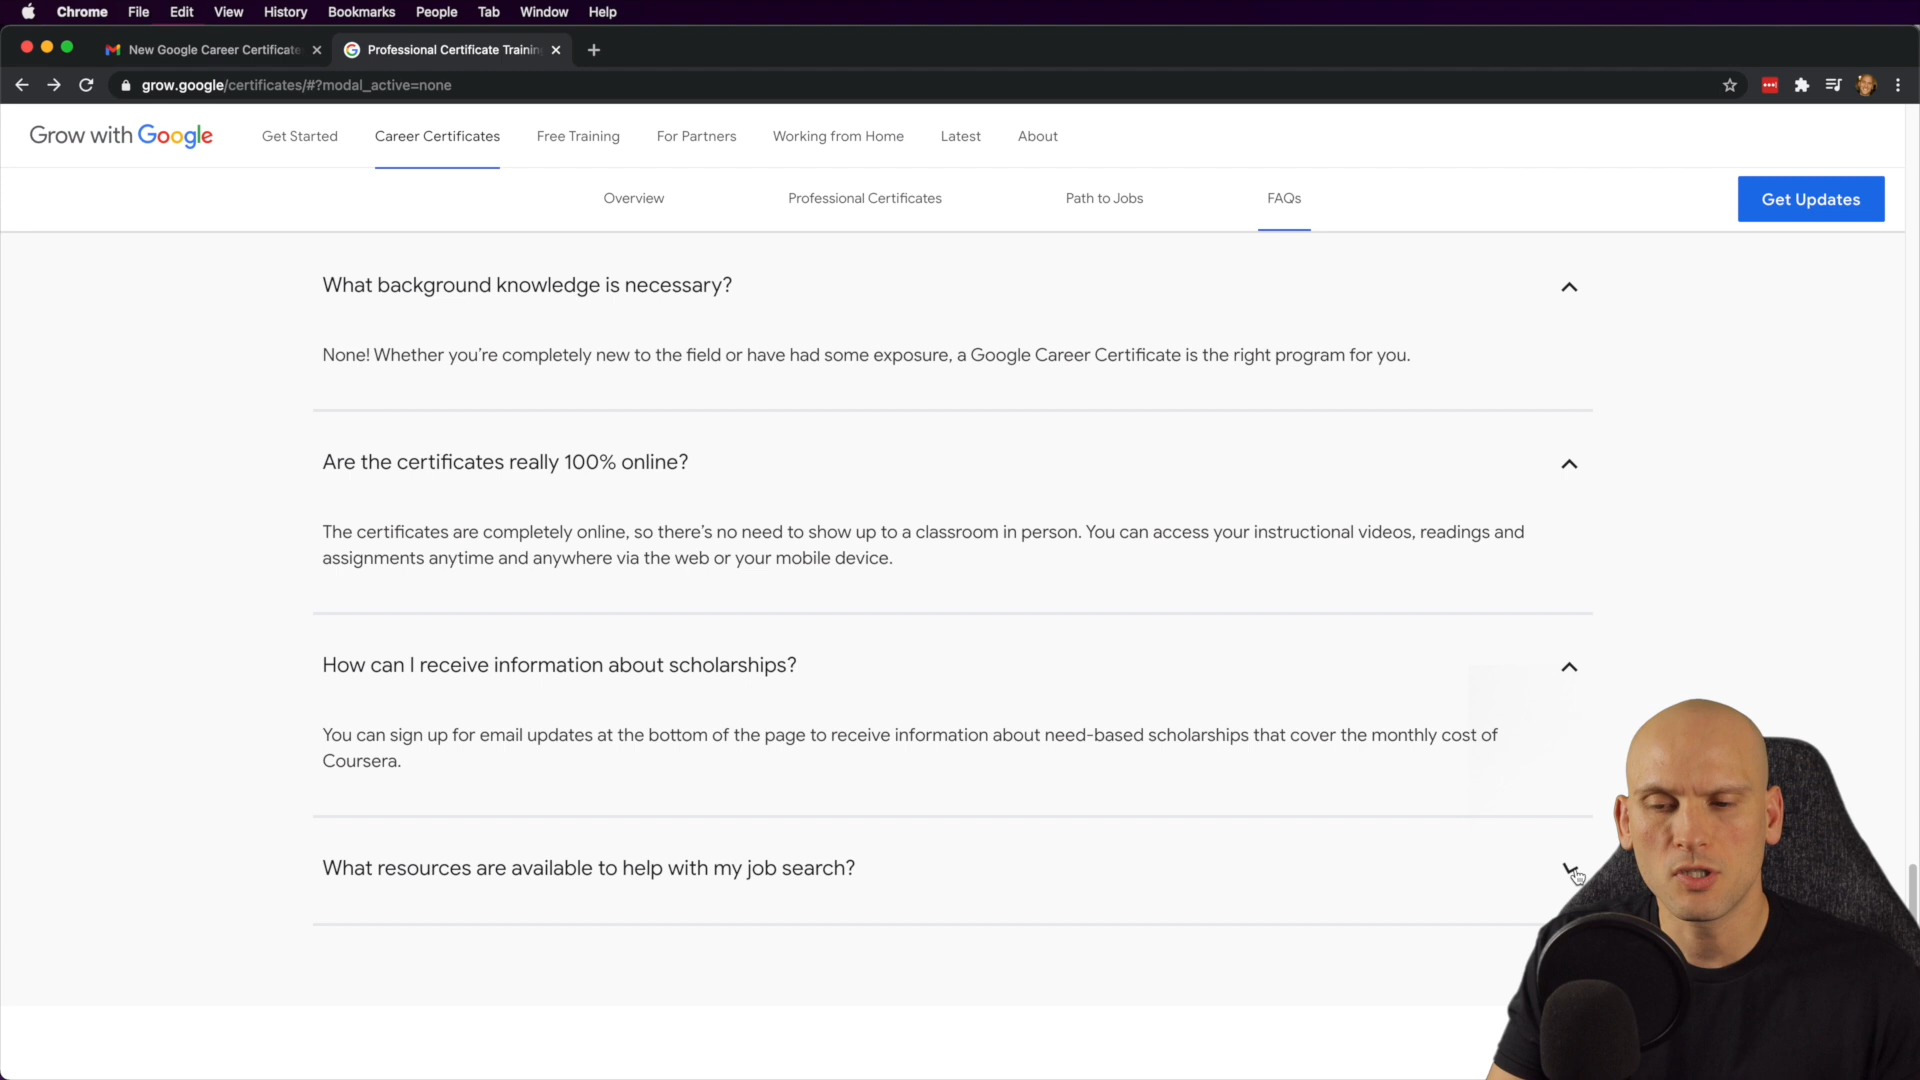 Chrome File Edit View History Bookmarks People Tab Window Help
New Google Career Certificate
Professional Certificate Trainin
grow.google/certificates/#?modal_active=none
Grow with Google
Get Started Career Certificates Free Training For Partners Working from Home Latest About
Overview Professional Certificates Path to Jobs FAQs
Get Updates
What background knowledge is necessary?
None! Whether you’re completely new to the field or have had some exposure, a Google Career Certificate is the right program for you.
Are the certificates really 100% online?
The certificates are completely online, so there’s no need to show up to a classroom in person. You can access your instructional videos, readings and
assignments anytime and anywhere via the web or your mobile device.
How can I receive information about scholarships?
You can sign up for email updates at the bottom of the page to receive information about need-based scholarships that cover the monthly cost of
Coursera.
What resources are available to help with my job search?